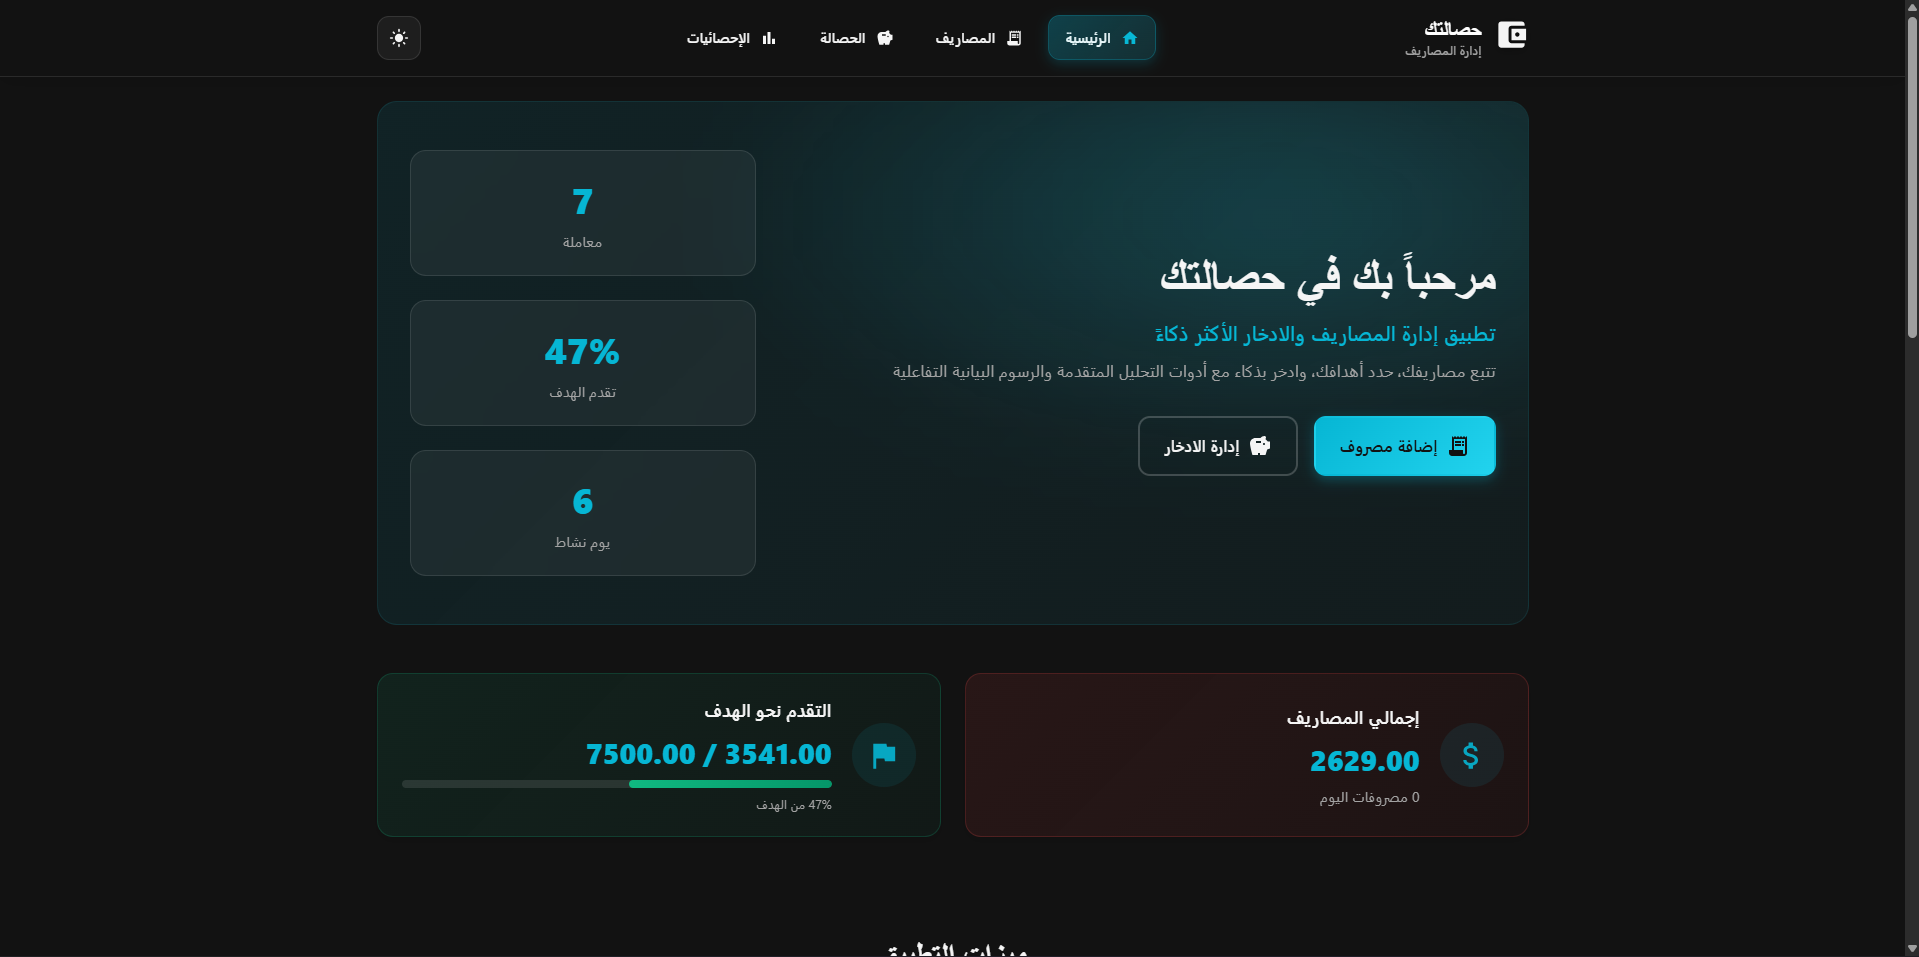 حصالتك
إدارة المصاريف
الرئيسية
المصاريف
الحصالة
الإحصائيات
مرحباً بك في حصالتك
تطبيق إدارة المصاريف والادخار الأكثر ذكاءً
تتبع مصاريفك، حدد أهدافك، وادخر بذكاء مع أدوات التحليل المتقدمة والرسوم البيانية التفاعلية
إضافة مصروف
إدارة الادخار
7
معاملة
47%
تقدم الهدف
6
يوم نشاط
إجمالي المصاريف
2629.00
0 مصروفات اليوم
التقدم نحو الهدف
7500.00 / 3541.00
47% من الهدف
ميزات التطبيق